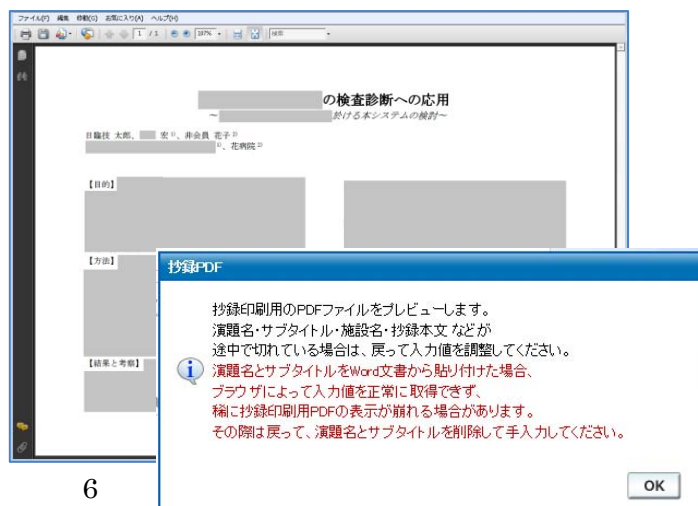 ファイル(F) 編集 移動(G) お気に入り(A) ヘルプ(H)
1 / 1 107% 検索
の検査診断への応用
～ 於ける本システムの検討～
日臨技 太郎、 宏 1)、非会員 花子 2)
1)、花病院 2)
【目的】
【方法】
【結果と考察】
抄録PDF
抄録印刷用のPDFファイルをプレビューします。
演題名・サブタイトル・施設名・抄録本文 などが
途中で切れている場合は、戻って入力値を調整してください。
演題名とサブタイトルをWord文書から貼り付けた場合、
ブラウザによって入力値を正常に取得できず、
稀に抄録印刷用PDFの表示が崩れる場合があります。
その際は戻って、演題名とサブタイトルを削除して手入力してください。
OK
6